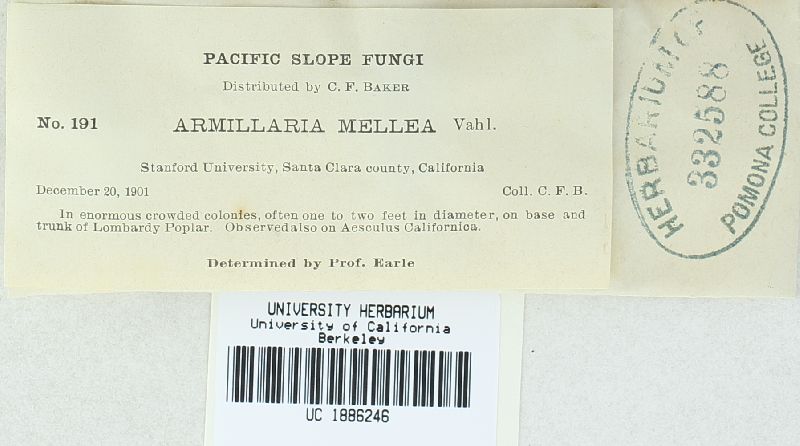 PACIFIC SLOPE FUNGI
Distributed by C. F. BAKER
No. 191 ARMILLARIA MELLEA Vahl.
Stanford University, Santa Clara county, California
December 20, 1901 Coll. C. F. B.
In enormous crowded colonies, often one to two feet in diameter, on base and
trunk of Lombardy Poplar. Observed also on Aesculus Californica.
Determined by Prof. Earle
HERBARIUM OF
332588
POMONA COLLEGE
UNIVERSITY HERBARIUM
University of California
Berkeley
UC 1886246